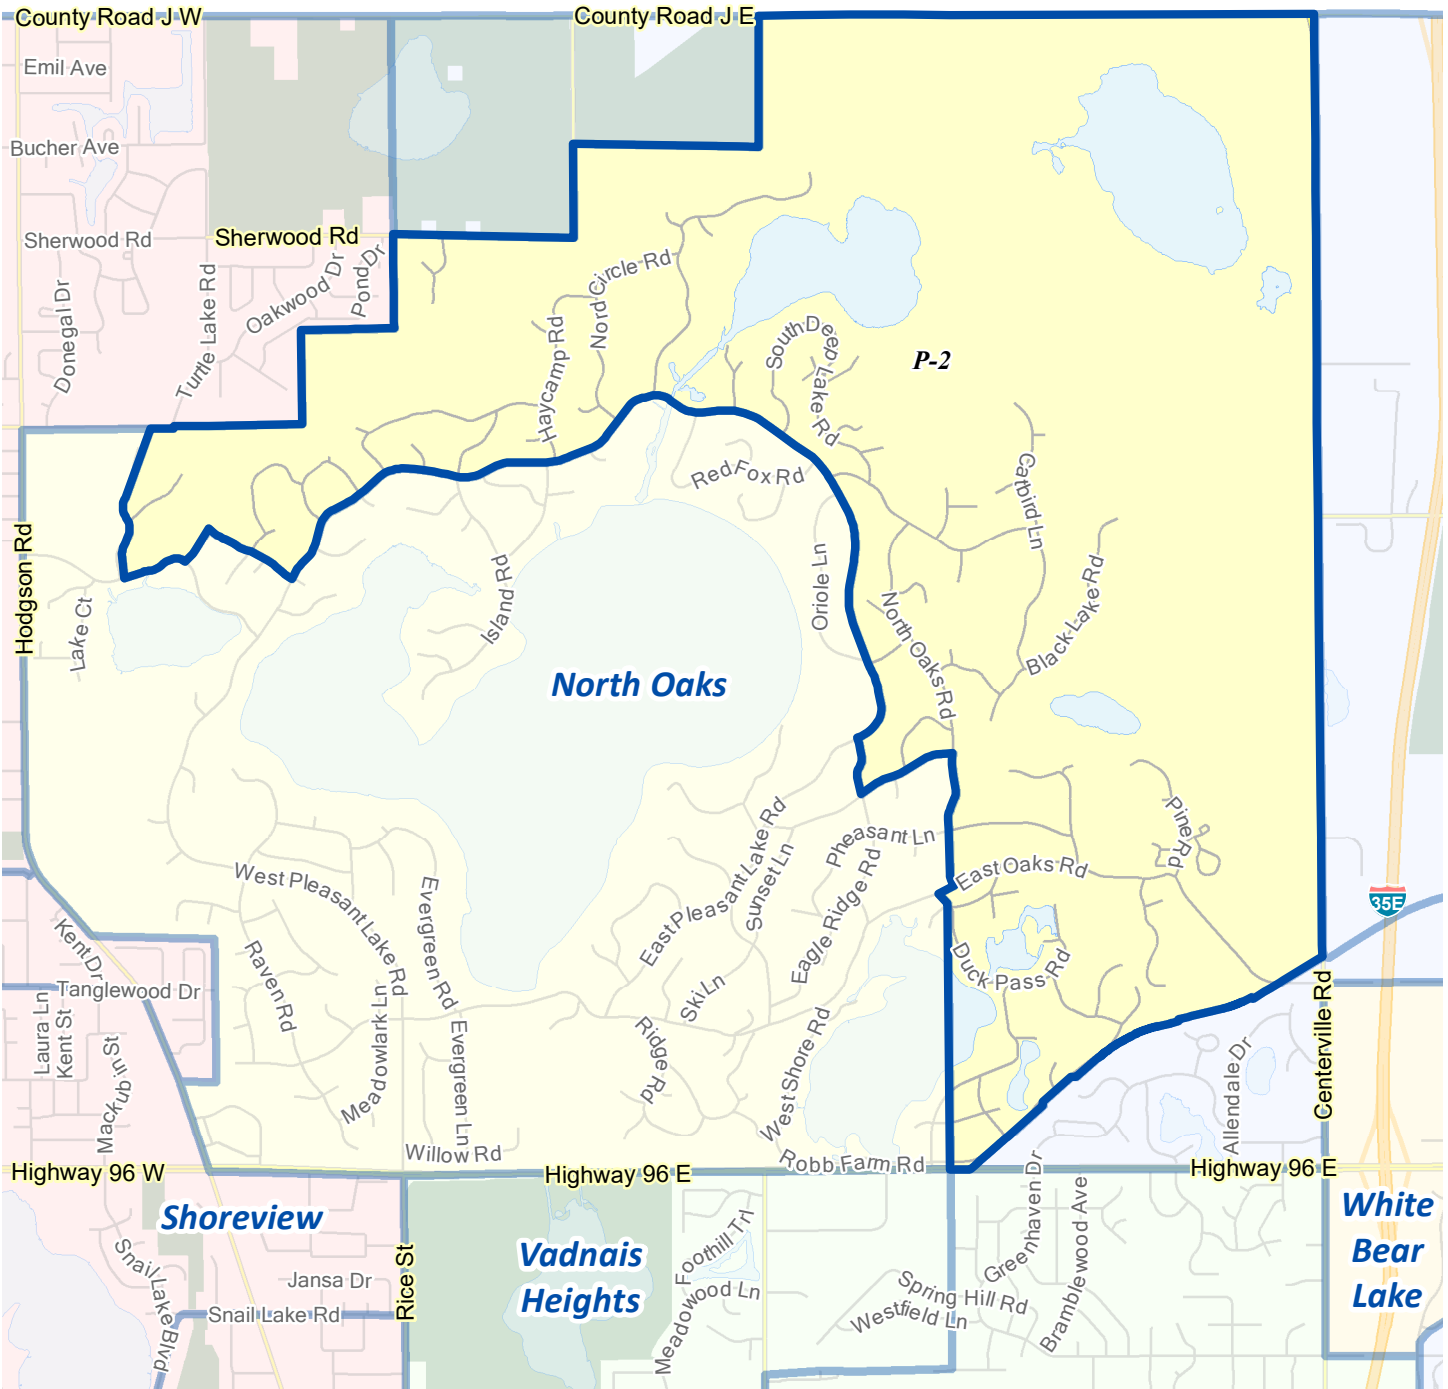 County Road J W
County Road J E
Emil Ave
Bucher Ave
Sherwood Rd
Sherwood Rd
Donegal Dr
Turtle Lake Rd
Oakwood Dr
Pond Dr
Haycamp Rd
Nord Circle Rd
South Deep Lake Rd
P-2
Red Fox Rd
Catbird Ln
Hodgson Rd
Lake Ct
Island Rd
Oriole Ln
North Oaks Rd
Black Lake Rd
North Oaks
Pine Rd
Pheasant Ln
East Pleasant Lake Rd
Sunset Ln
Eagle Ridge Rd
East Oaks Rd
West Pleasant Lake Rd
Evergreen Rd
35E
Kent Dr
Raven Rd
Duck Pass Rd
Tanglewood Dr
Ski Ln
Laura Ln
Kent St
Mackubin St
Meadowlark Ln
Evergreen Ln
Ridge Rd
West Shore Rd
Allendale Dr
Centerville Rd
Willow Rd
Robb Farm Rd
Highway 96 W
Highway 96 E
Highway 96 E
Shoreview
Vadnais
Heights
White
Bear
Lake
Snail Lake Blvd
Jansa Dr
Snail Lake Rd
Rice St
Foothill Trl
Meadowood Ln
Greenhaven Dr
Bramblewood Ave
Spring Hill Rd
Westfield Ln